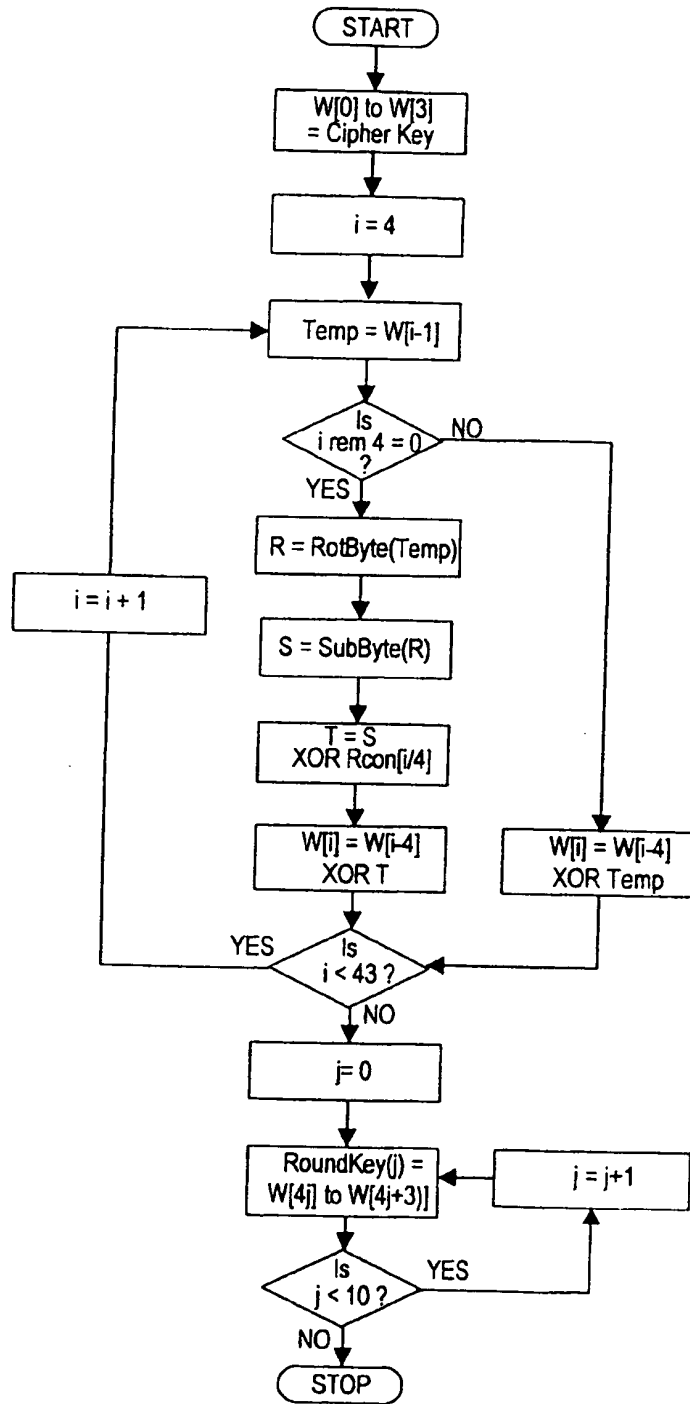 START
W[0] to W[3]
= Cipher Key
i = 4
Temp = W[i-1]
Is
i rem 4 = 0
?
NO
YES
R = RotByte(Temp)
i = i + 1
S = SubByte(R)
T = S
XOR Rcon[i/4]
W[i] = W[i-4]
XOR T
W[i] = W[i-4]
XOR Temp
YES
Is
i < 43 ?
NO
j= 0
RoundKey(j) =
W[4j] to W[4j+3)]
j = j+1
Is
j < 10 ?
YES
NO
STOP